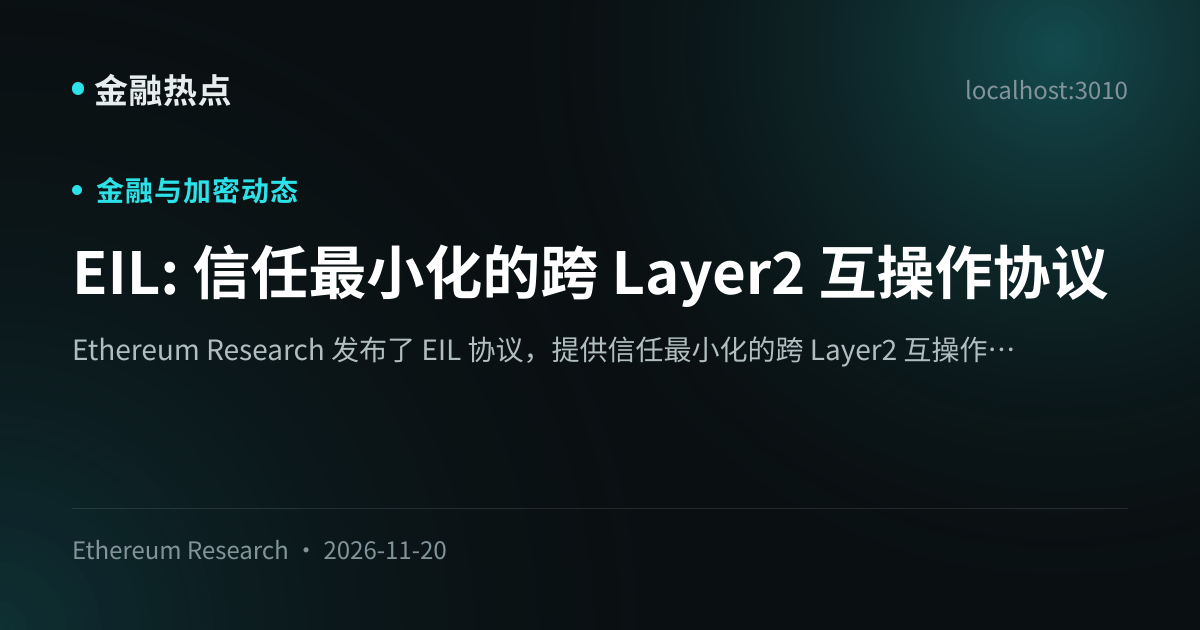 金融热点
localhost:3010
金融与加密动态
EIL: 信任最小化的跨 Layer2 互操作协议
Ethereum Research 发布了 EIL 协议，提供信任最小化的跨 Layer2 互操作…
Ethereum Research • 2026-11-20